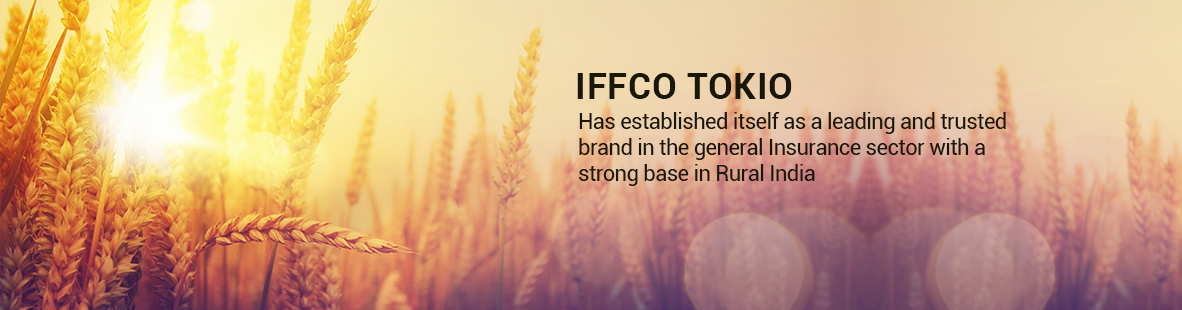 IFFCO TOKIO
Has established itself as a leading and trusted
brand in the general Insurance sector with a
strong base in Rural India